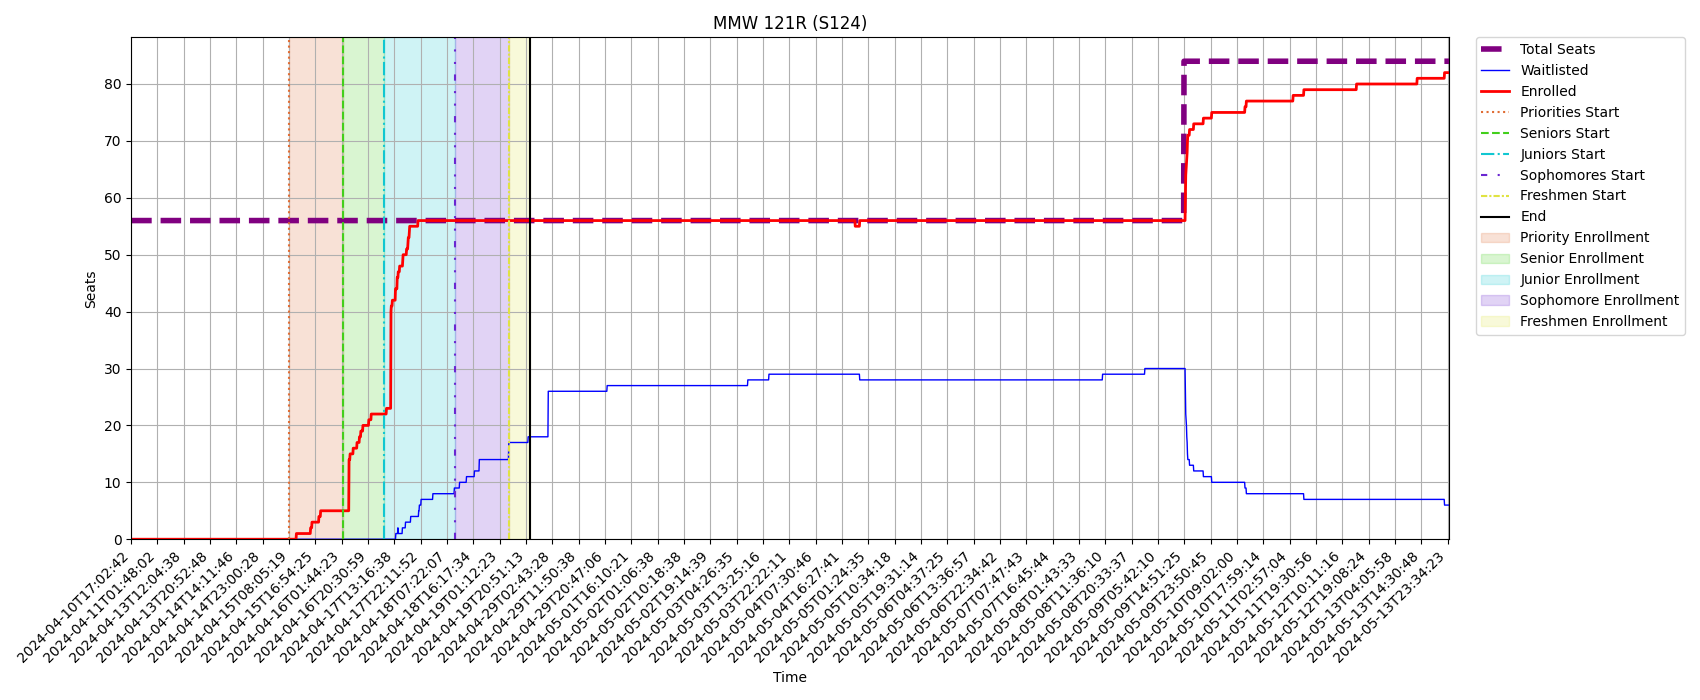 MMW 121R (S124)
Total Seats
Waitlisted
Enrolled
Priorities Start
Seniors Start
Juniors Start
Sophomores Start
Freshmen Start
End
Priority Enrollment
Senior Enrollment
Junior Enrollment
Sophomore Enrollment
Freshmen Enrollment
Seats
80
70
60
50
40
30
20
10
0
2024-04-10T17:02:42
2024-04-11T01:48:02
2024-04-13T12:04:38
2024-04-13T20:52:48
2024-04-14T14:11:46
2024-04-14T23:00:28
2024-04-15T08:05:19
2024-04-15T16:54:25
2024-04-16T01:44:23
2024-04-16T20:30:59
2024-04-17T13:16:38
2024-04-17T22:11:52
2024-04-18T07:22:07
2024-04-18T16:17:34
2024-04-19T01:12:23
2024-04-19T20:51:13
2024-04-29T02:43:28
2024-04-29T11:50:38
2024-04-29T20:47:06
2024-05-01T16:10:21
2024-05-02T01:06:38
2024-05-02T10:18:38
2024-05-02T19:14:39
2024-05-03T04:26:35
2024-05-03T13:25:16
2024-05-03T22:22:11
2024-05-04T07:30:46
2024-05-04T16:27:41
2024-05-05T01:24:35
2024-05-05T10:34:18
2024-05-05T19:31:14
2024-05-06T04:37:25
2024-05-06T13:36:57
2024-05-06T22:34:42
2024-05-07T07:47:43
2024-05-07T16:45:44
2024-05-08T01:43:33
2024-05-08T11:36:10
2024-05-08T20:33:37
2024-05-09T05:42:10
2024-05-09T14:51:25
2024-05-09T23:50:45
2024-05-10T09:02:00
2024-05-10T17:59:14
2024-05-11T02:57:04
2024-05-11T19:30:56
2024-05-12T10:11:16
2024-05-12T19:08:24
2024-05-13T04:05:58
2024-05-13T14:30:48
2024-05-13T23:34:23
Time